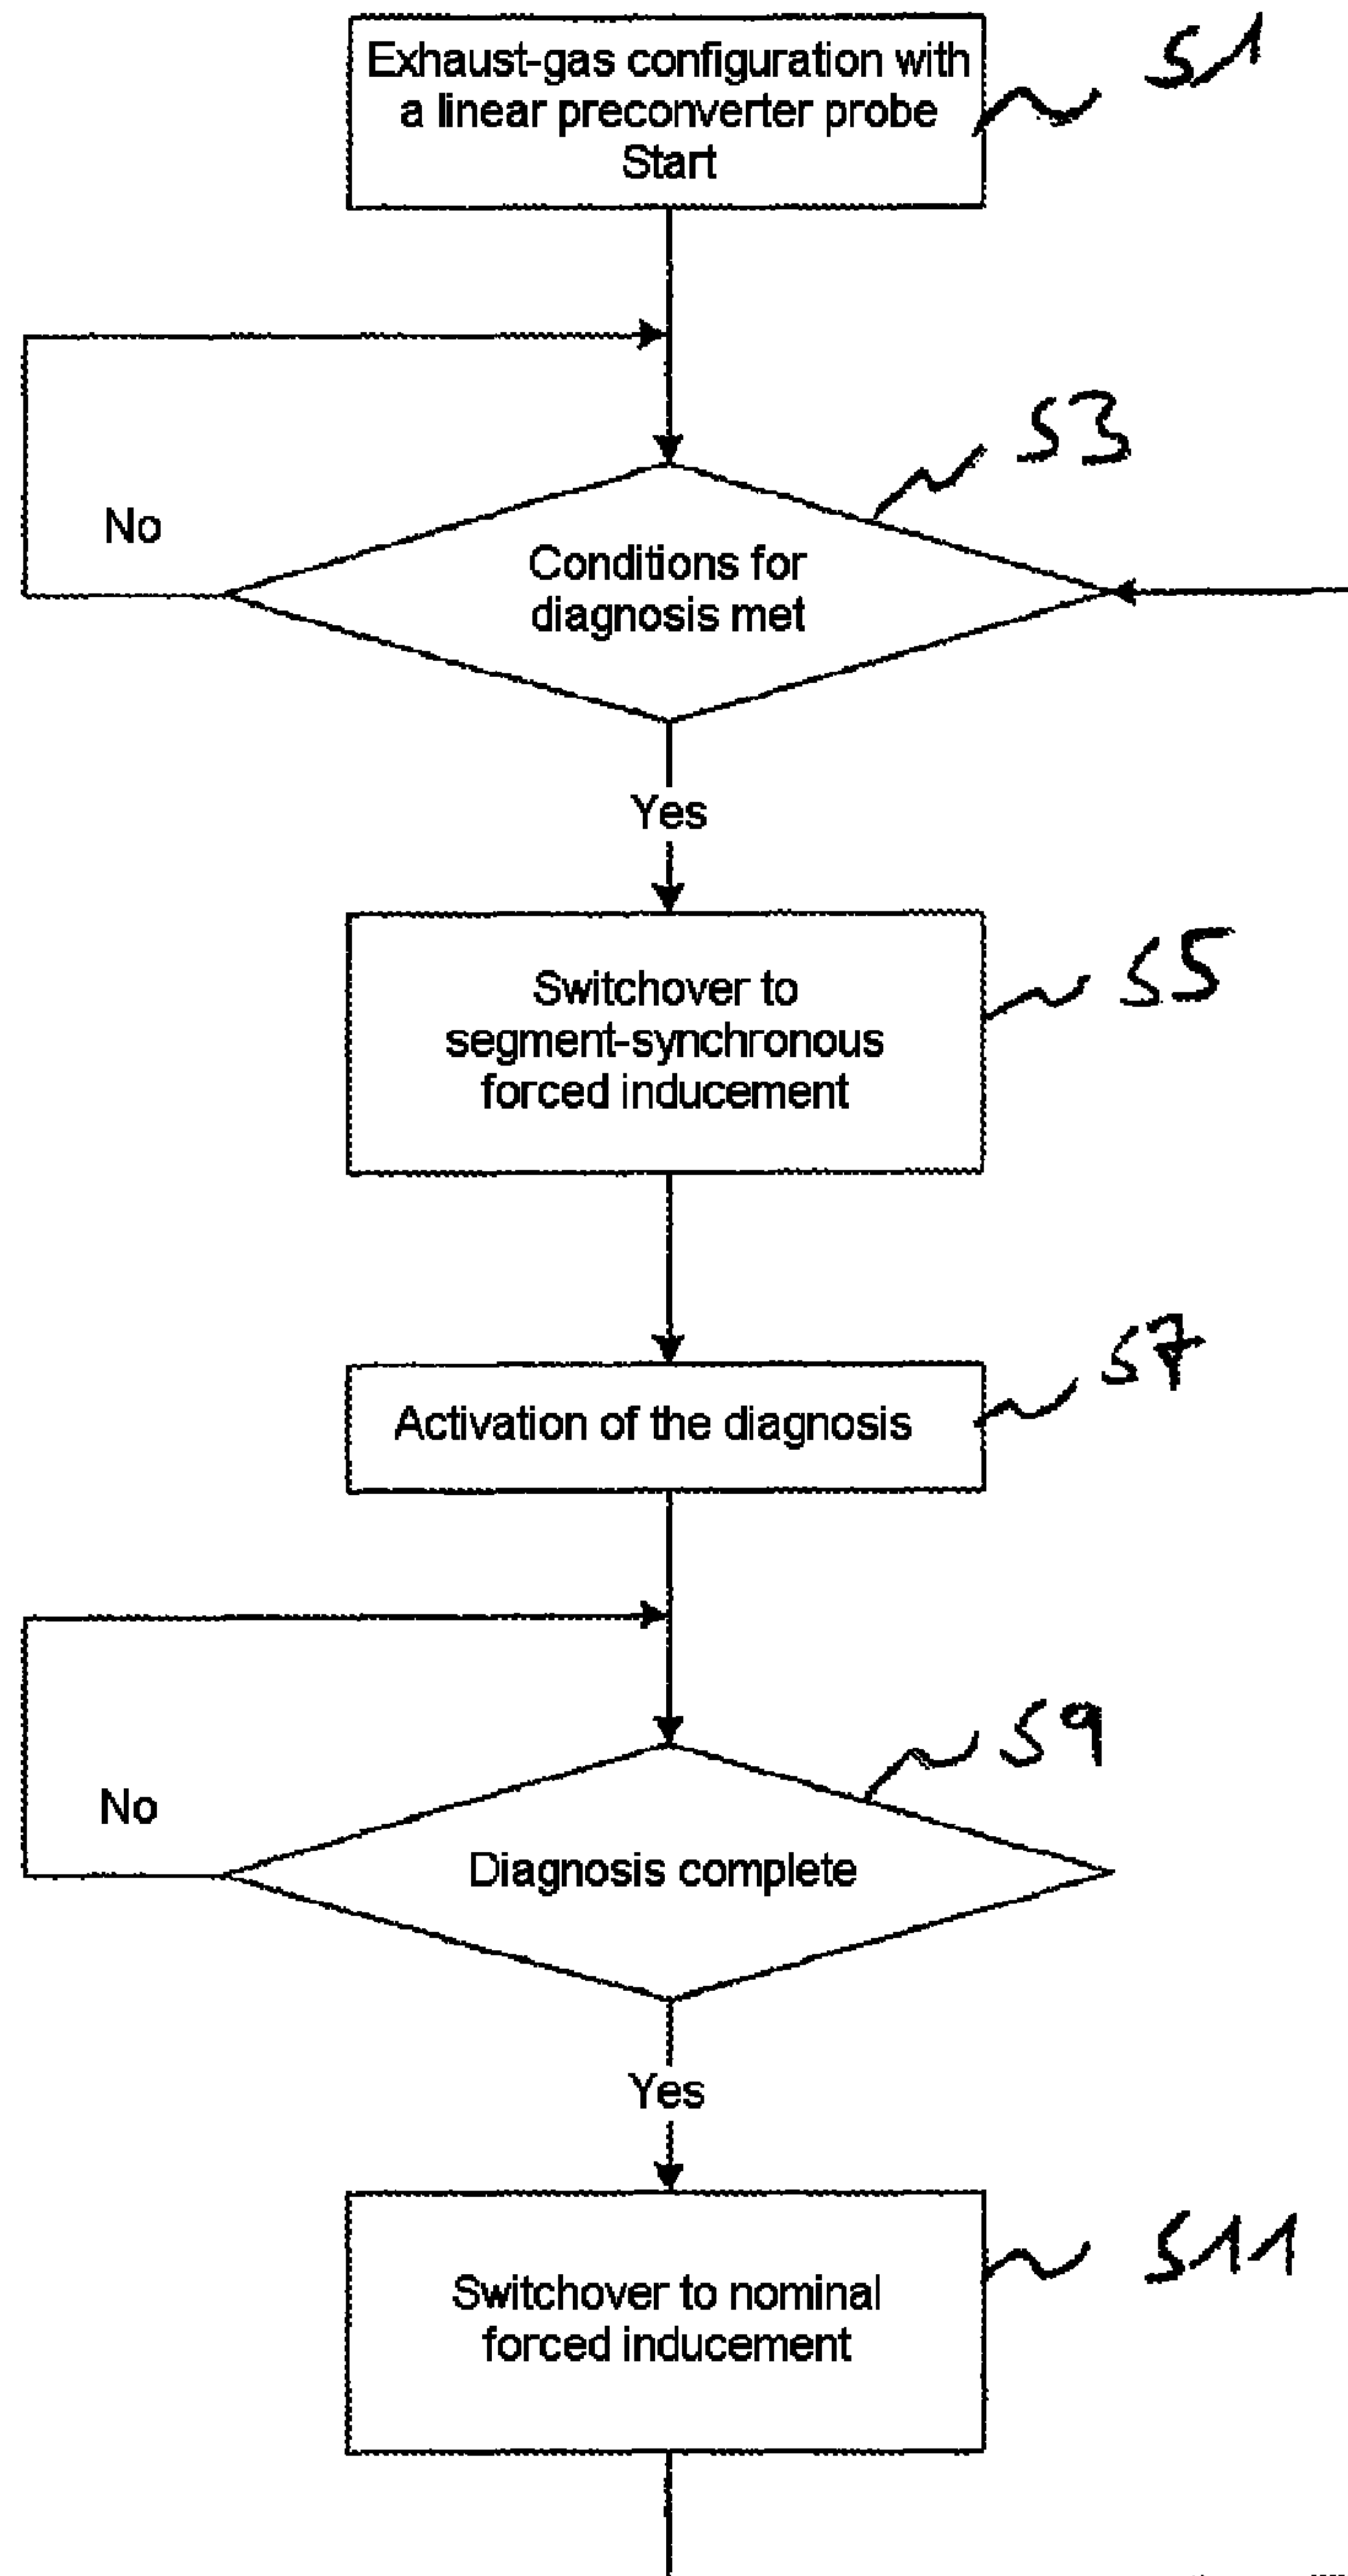 Exhaust-gas configuration with
a linear preconverter probe
Start
S1
S3
No
Conditions for
diagnosis met
Yes
Switchover to
segment-synchronous
forced inducement
S5
Activation of the diagnosis
S7
S9
No
Diagnosis complete
Yes
Switchover to nominal
forced inducement
S11